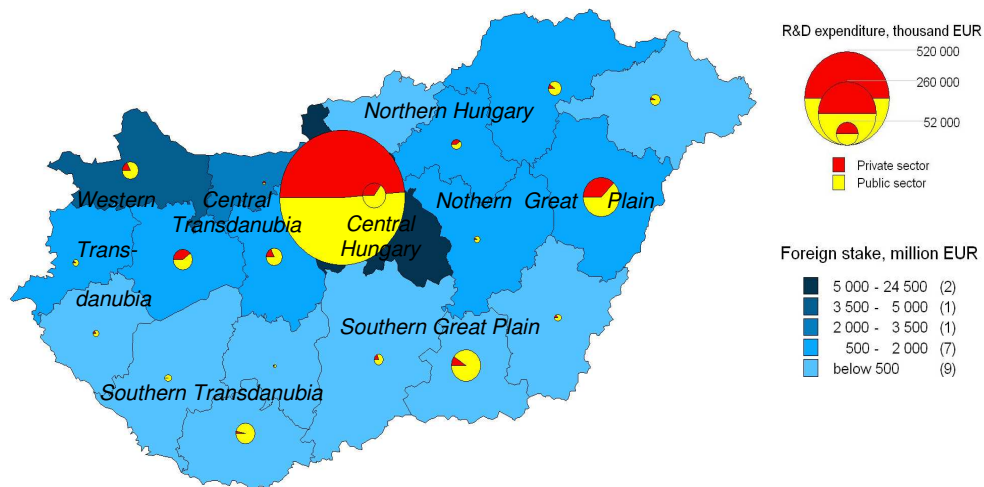 R&D expenditure, thousand EUR
520 000
260 000
52 000
Private sector
Public sector
Northern Hungary
Western
Central
Transdanubia
Nothern Great Plain
Central
Hungary
Trans-
danubia
Southern Great Plain
Southern Transdanubia
Foreign stake, million EUR
5 000 - 24 500 (2)
3 500 - 5 000 (1)
2 000 - 3 500 (1)
500 - 2 000 (7)
below 500 (9)